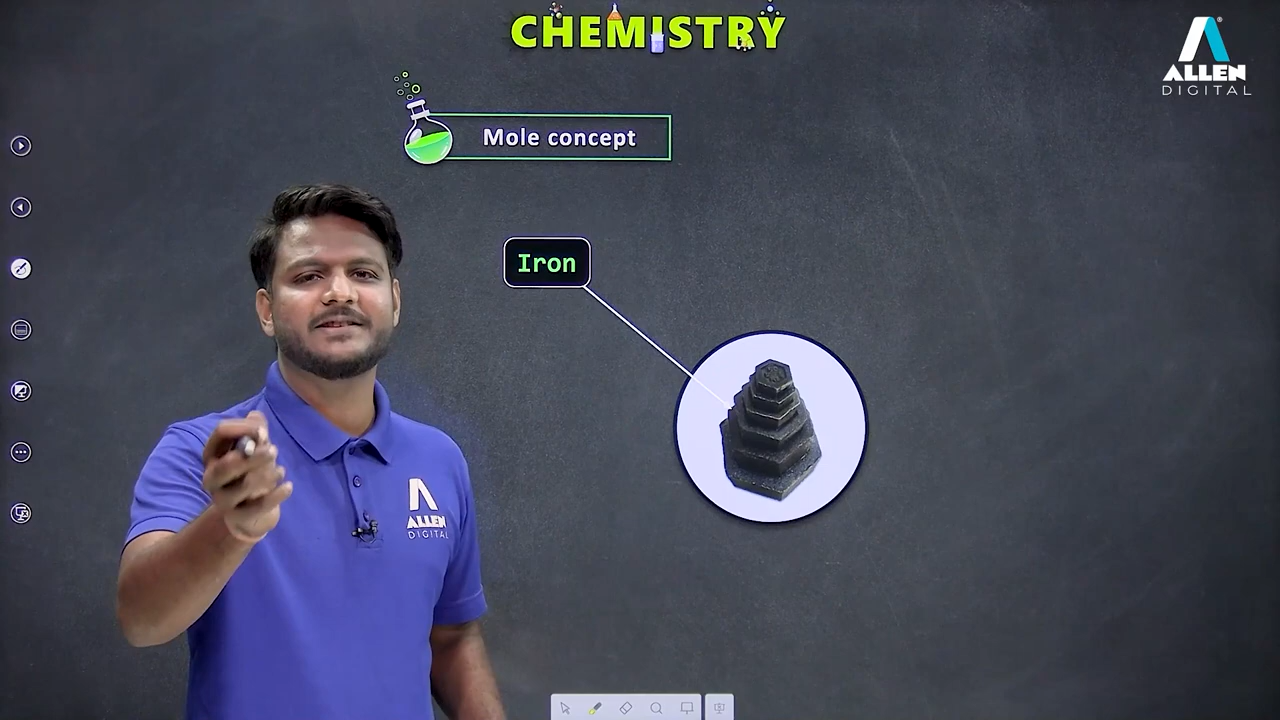 CHEMISTRY
ALLEN
DIGITAL
Mole concept
Iron
ALLEN
DIGITAL